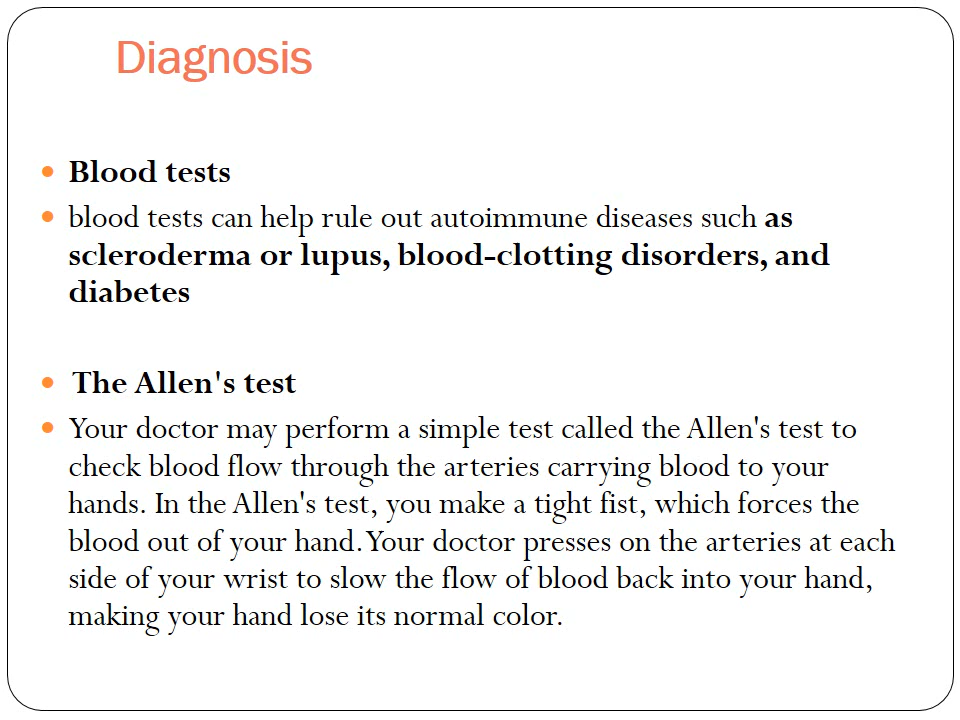 Diagnosis
Blood tests
blood tests can help rule out autoimmune diseases such as
scleroderma or lupus, blood-clotting disorders, and
diabetes
The Allen's test
Your doctor may perform a simple test called the Allen's test to
check blood flow through the arteries carrying blood to your
hands. In the Allen's test, you make a tight fist, which forces the
blood out of your hand. Your doctor presses on the arteries at each
side of your wrist to slow the flow of blood back into your hand,
making your hand lose its normal color.